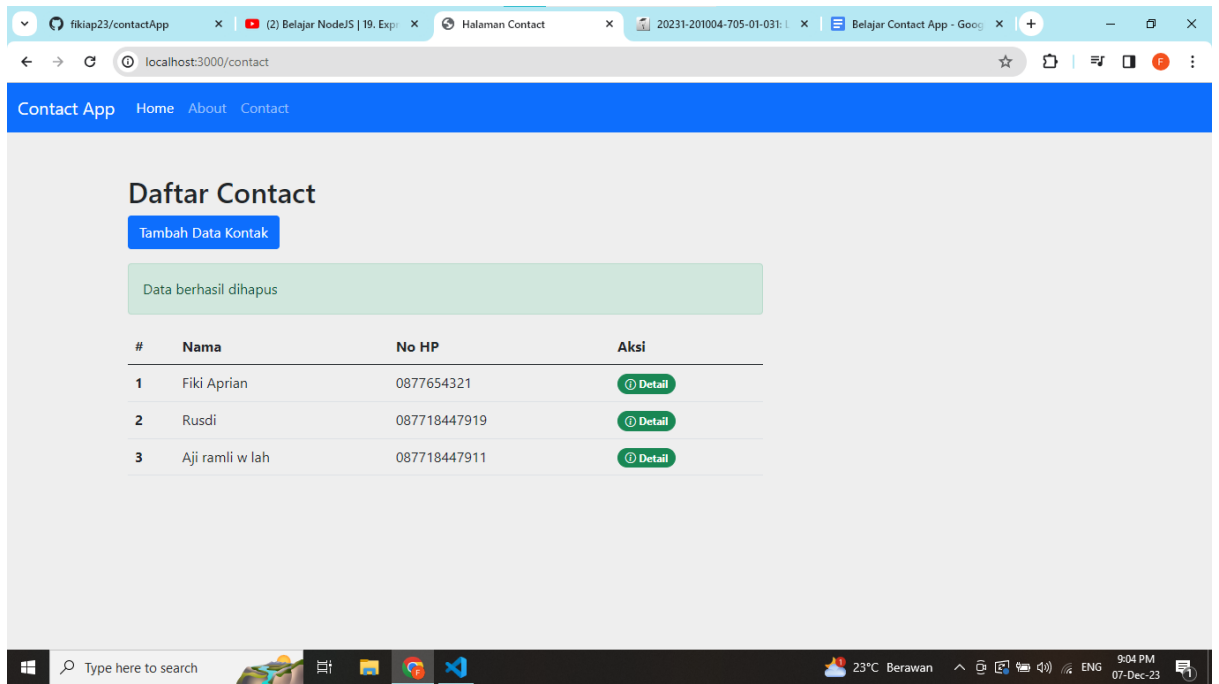 fikiap23/contactApp
(2) Belajar NodeJS | 19. Expr
Halaman Contact
20231-201004-705-01-031: L
Belajar Contact App - Goog
localhost:3000/contact
F
Contact App Home About Contact
Daftar Contact
Tambah Data Kontak
Data berhasil dihapus
# Nama No HP Aksi
1 Fiki Aprian 0877654321 Detail
2 Rusdi 087718447919 Detail
3 Aji ramli w lah 087718447911 Detail
Type here to search
23°C Berawan
ENG
9:04 PM
07-Dec-23
1